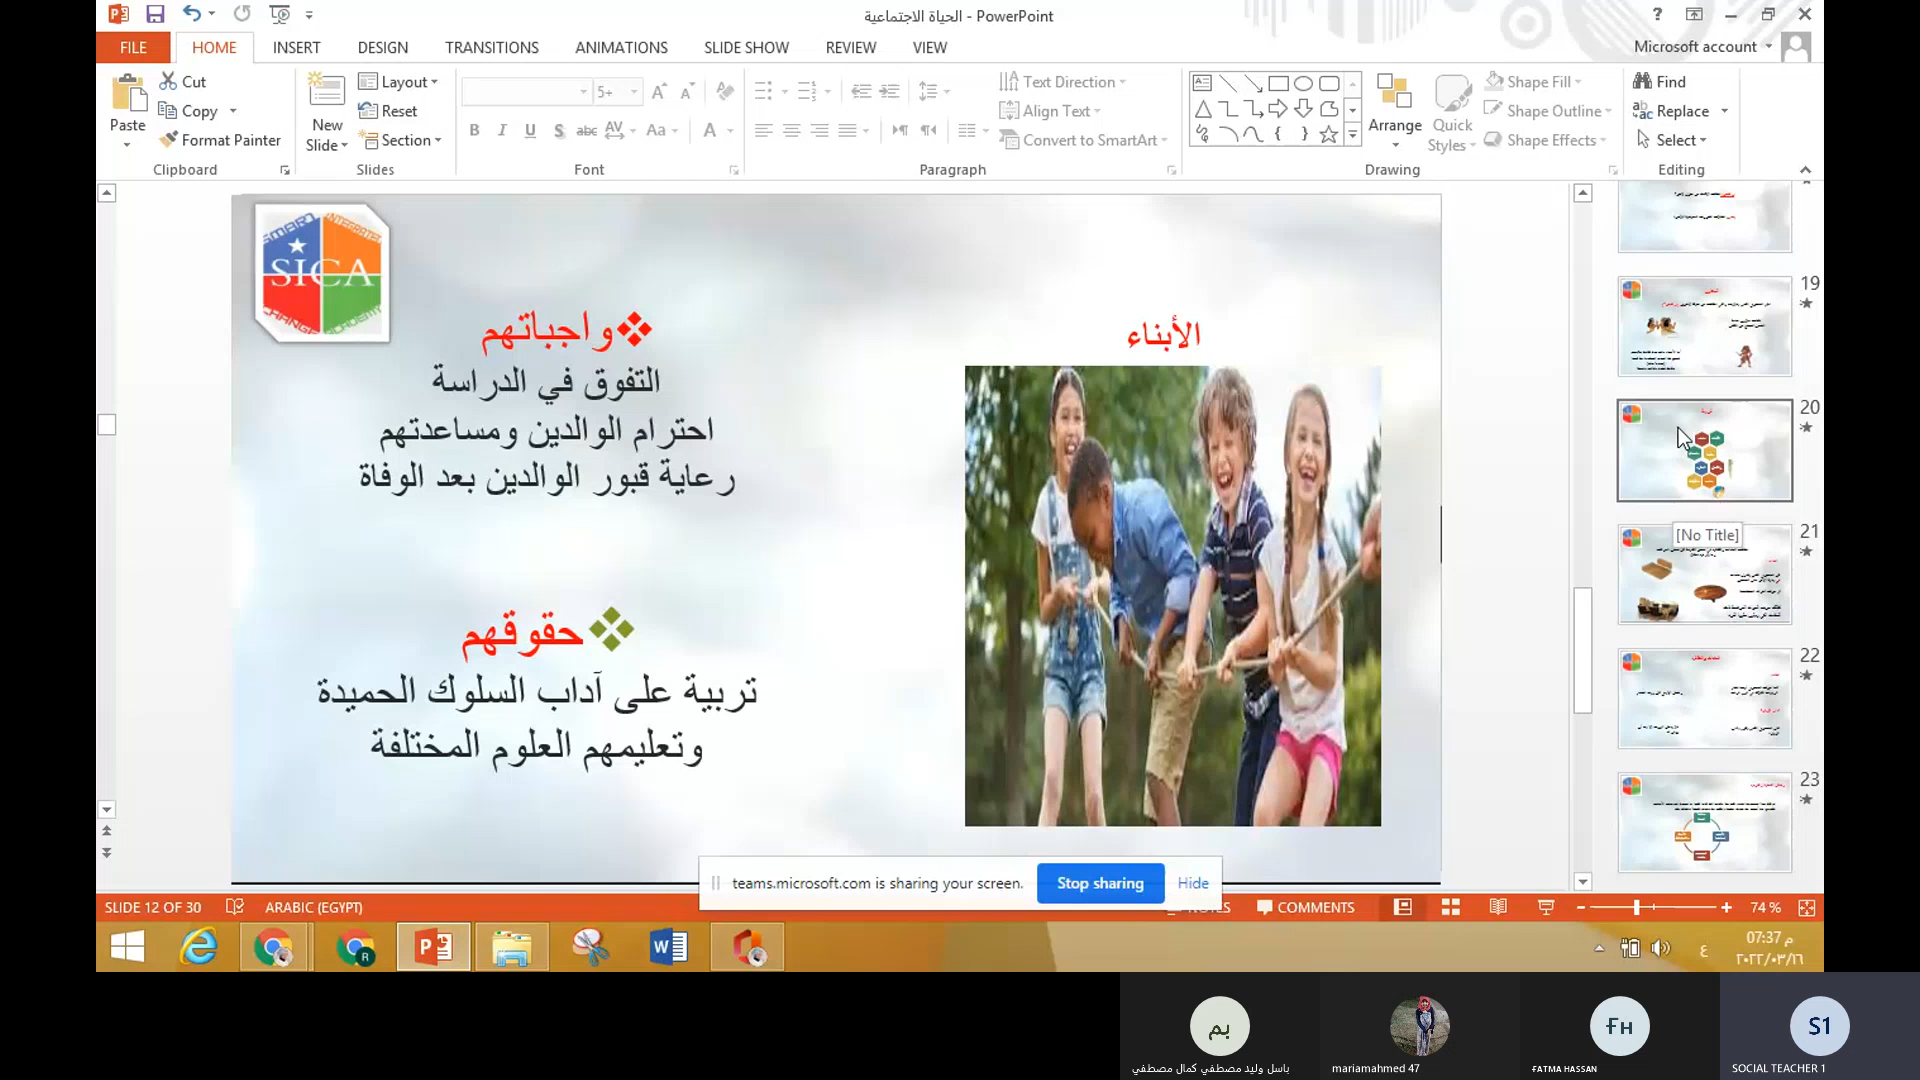 الحياة الاجتماعية - PowerPoint
FILE
HOME
INSERT
DESIGN
TRANSITIONS
ANIMATIONS
SLIDE SHOW
REVIEW
VIEW
Microsoft account
Paste
Cut
Copy
Format Painter
Clipboard
New Slide
Layout
Reset
Section
Slides
5+
Font
Text Direction
Align Text
Convert to SmartArt
Paragraph
Arrange
Quick Styles
Shape Fill
Shape Outline
Shape Effects
Drawing
Find
Replace
Select
Editing
SMART INTEGRATED
SICA
CHANGE ACADEMY
الأبناء
واجباتهم
التفوق في الدراسة
احترام الوالدين ومساعدتهم
رعاية قبور الوالدين بعد الوفاة
حقوقهم
تربية على آداب السلوك الحميدة
وتعليمهم العلوم المختلفة
19
20
[No Title]
21
22
23
teams.microsoft.com is sharing your screen.
Stop sharing
Hide
SLIDE 12 OF 30
ARABIC (EGYPT)
NOTES
COMMENTS
74 %
ع
07:37 م
٢٠٢٢/٠٣/١٦
بم
باسل وليد مصطفي كمال مصطفي
mariamahmed 47
FH
FATMA HASSAN
S1
SOCIAL TEACHER 1